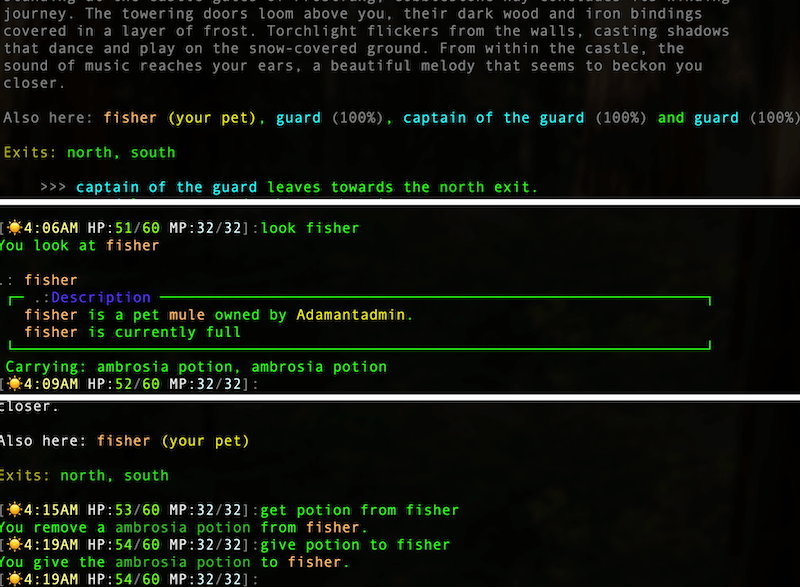 journey. The towering doors loom above you, their dark wood and iron bindings
covered in a layer of frost. Torchlight flickers from the walls, casting shadows
that dance and play on the snow-covered ground. From within the castle, the
sound of music reaches your ears, a beautiful melody that seems to beckon you
closer.
Also here: fisher (your pet), guard (100%), captain of the guard (100%) and guard (100%)
Exits: north, south
>>> captain of the guard leaves towards the north exit.
[☀️4:06AM HP:51/60 MP:32/32]:look fisher
You look at fisher
.: fisher
.:Description
fisher is a pet mule owned by Adamantadmin.
fisher is currently full
Carrying: ambrosia potion, ambrosia potion
[☀️4:09AM HP:52/60 MP:32/32]:
closer.
Also here: fisher (your pet)
Exits: north, south
[☀️4:15AM HP:53/60 MP:32/32]:get potion from fisher
You remove a ambrosia potion from fisher.
[☀️4:19AM HP:54/60 MP:32/32]:give potion to fisher
You give the ambrosia potion to fisher.
[☀️4:19AM HP:54/60 MP:32/32]: